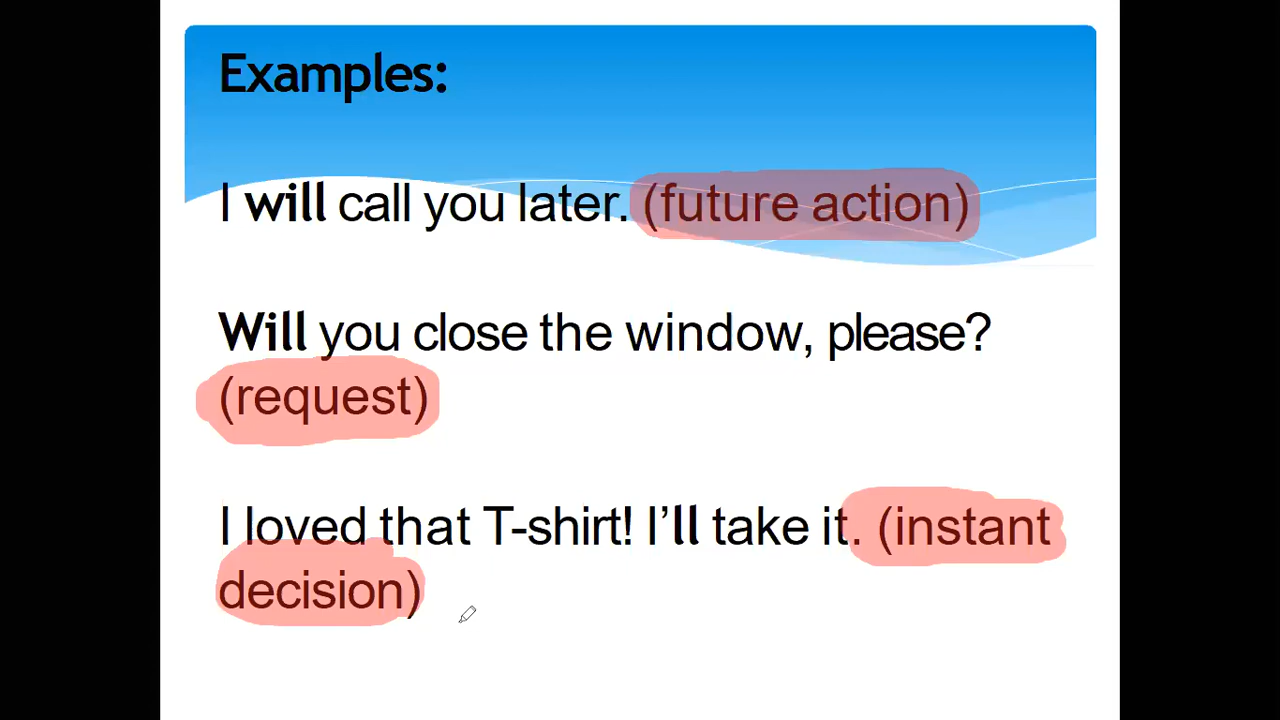 Examples:
I will call you later. (future action)
Will you close the window, please?
(request)
I loved that T-shirt! I’ll take it. (instant
decision)